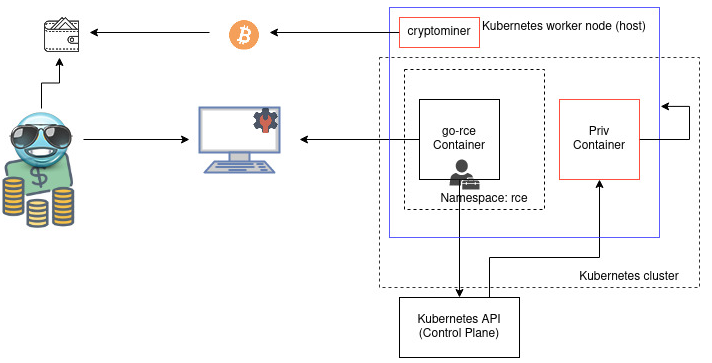 cryptominer
Kubernetes worker node (host)
go-rce
Container
Priv
Container
Namespace: rce
Kubernetes cluster
Kubernetes API
(Control Plane)